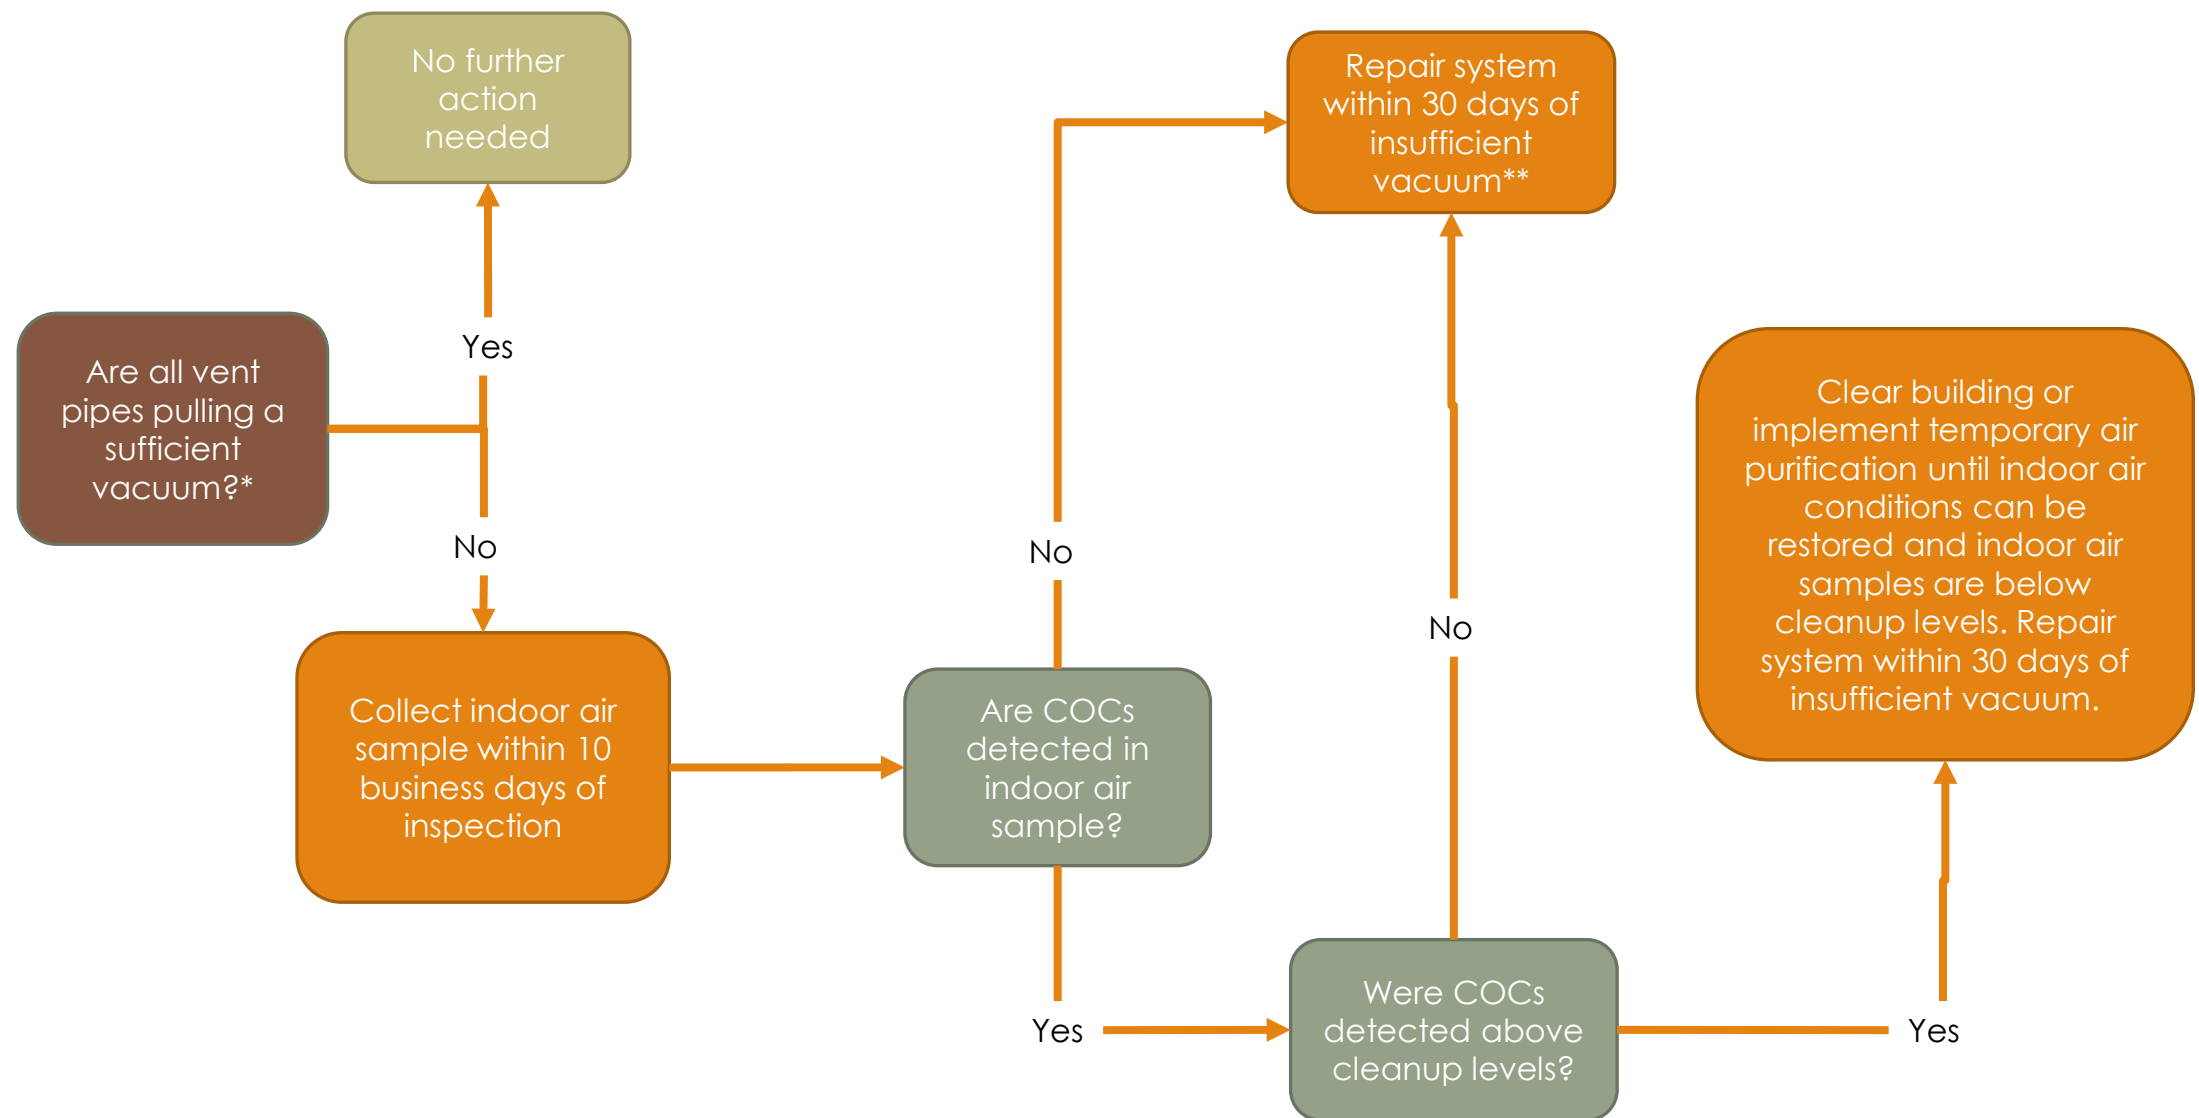 No further
action
needed
Yes
Are all vent
pipes pulling a
sufficient
vacuum?*
No
Collect indoor air
sample within 10
business days of
inspection
Are COCs
detected in
indoor air
sample?
No
Repair system
within 30 days of
insufficient
vacuum**
Yes
Were COCs
detected above
cleanup levels?
No
Yes
Clear building or
implement temporary air
purification until indoor air
conditions can be
restored and indoor air
samples are below
cleanup levels. Repair
system within 30 days of
insufficient vacuum.